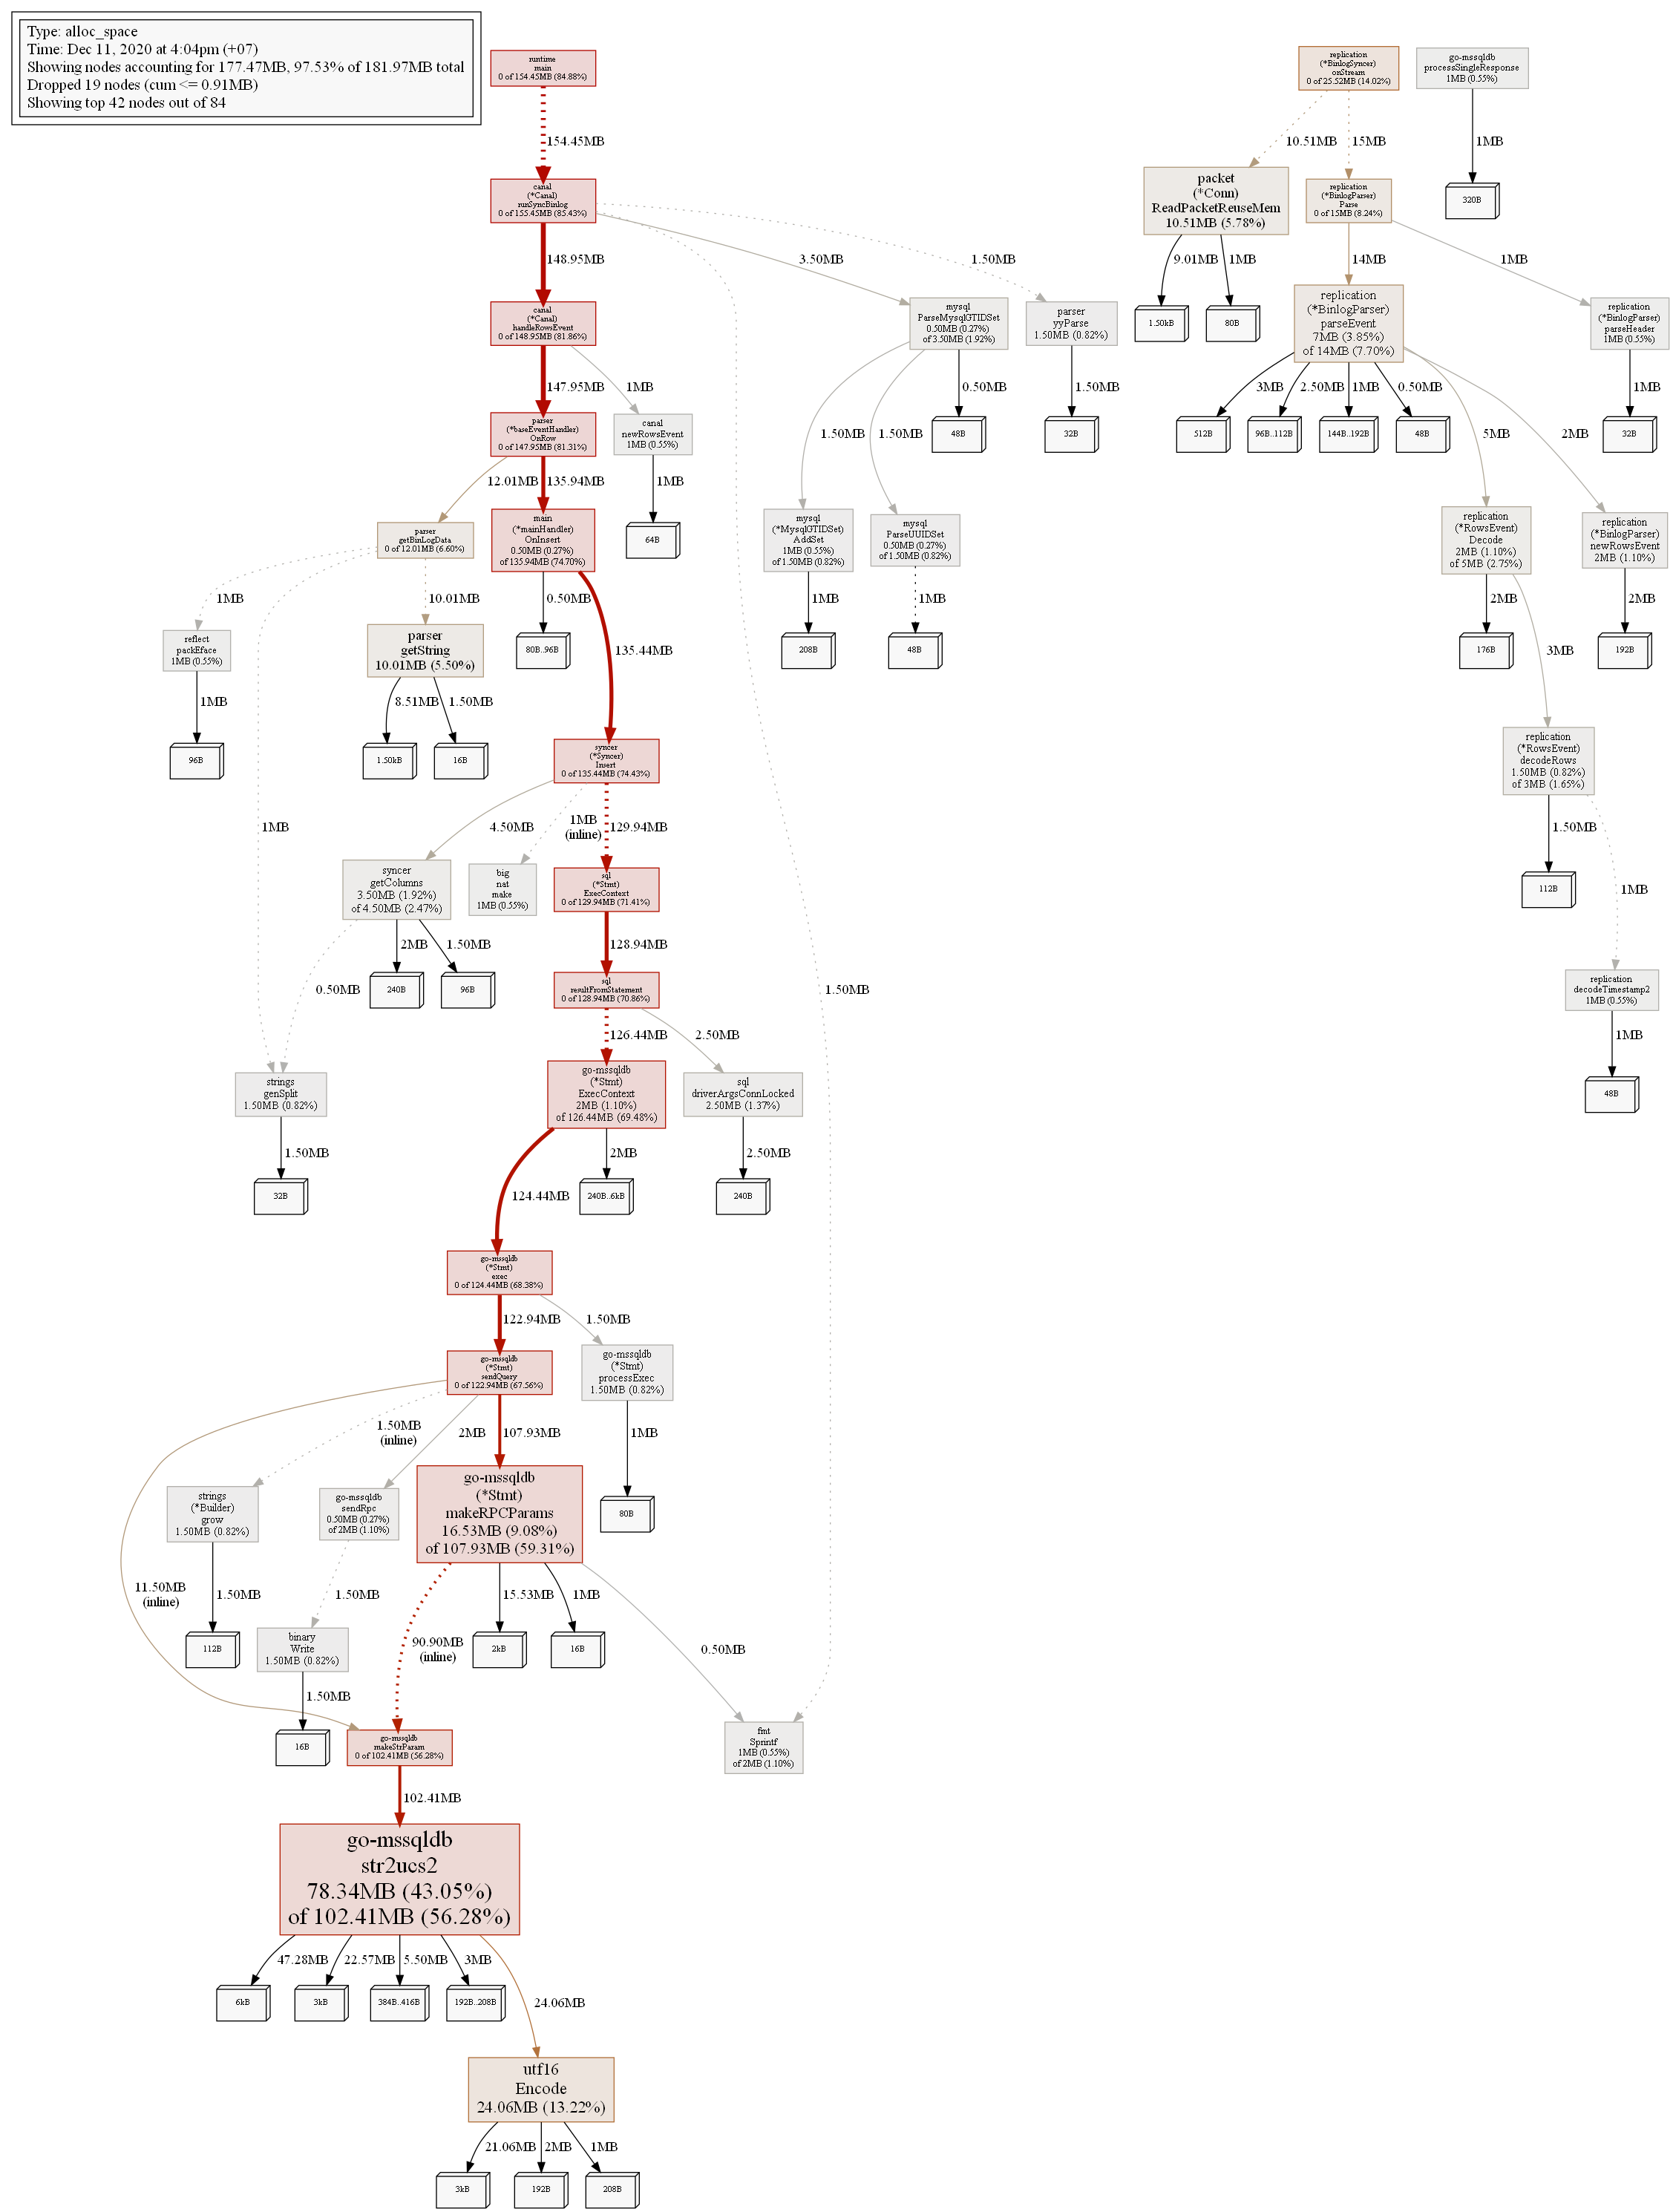 Type: alloc_space
Time: Dec 11, 2020 at 4:04pm (+07)
Showing nodes accounting for 177.47MB, 97.53% of 181.97MB total
Dropped 19 nodes (cum <= 0.91MB)
Showing top 42 nodes out of 84
runtime
main
0 of 154.45MB (84.88%)
replication
(*BinlogSyncer)
onStream
0 of 25.52MB (14.02%)
go-mssqldb
processSingleResponse
1MB (0.55%)
154.45MB
10.51MB
15MB
1MB
canal
(*Canal)
runSyncBinlog
0 of 155.45MB (85.43%)
packet
(*Conn)
ReadPacketReuseMem
10.51MB (5.78%)
replication
(*BinlogParser)
Parse
0 of 15MB (8.24%)
320B
148.95MB
3.50MB
1.50MB
9.01MB
1MB
14MB
1MB
canal
(*Canal)
handleRowsEvent
0 of 148.95MB (81.86%)
mysql
ParseMysqlGTIDSet
0.50MB (0.27%)
of 3.50MB (1.92%)
parser
yyParse
1.50MB (0.82%)
1.50kB
80B
replication
(*BinlogParser)
parseEvent
7MB (3.85%)
of 14MB (7.70%)
replication
(*BinlogParser)
parseHeader
1MB (0.55%)
147.95MB
1MB
0.50MB
1.50MB
3MB
2.50MB
1MB
0.50MB
1MB
parser
(*baseEventHandler)
OnRow
0 of 147.95MB (81.31%)
canal
newRowsEvent
1MB (0.55%)
1.50MB
1.50MB
48B
32B
512B
96B..112B
144B..192B
48B
5MB
2MB
32B
12.01MB
135.94MB
1MB
parser
getBinLogData
0 of 12.01MB (6.60%)
main
(*mainHandler)
OnInsert
0.50MB (0.27%)
of 135.94MB (74.70%)
64B
mysql
(*MysqlGTIDSet)
AddSet
1MB (0.55%)
of 1.50MB (0.82%)
mysql
ParseUUIDSet
0.50MB (0.27%)
of 1.50MB (0.82%)
replication
(*RowsEvent)
Decode
2MB (1.10%)
of 5MB (2.75%)
replication
(*BinlogParser)
newRowsEvent
2MB (1.10%)
1MB
10.01MB
0.50MB
1MB
1MB
2MB
2MB
reflect
packEface
1MB (0.55%)
parser
getString
10.01MB (5.50%)
80B..96B
135.44MB
208B
48B
176B
3MB
192B
1MB
8.51MB
1.50MB
96B
1.50kB
16B
syncer
(*Syncer)
Insert
0 of 135.44MB (74.43%)
replication
(*RowsEvent)
decodeRows
1.50MB (0.82%)
of 3MB (1.65%)
1MB
4.50MB
1MB
(inline)
129.94MB
1.50MB
syncer
getColumns
3.50MB (1.92%)
of 4.50MB (2.47%)
big
nat
make
1MB (0.55%)
sql
(*Stmt)
ExecContext
0 of 129.94MB (71.41%)
112B
1MB
2MB
1.50MB
128.94MB
0.50MB
240B
96B
sql
resultFromStatement
0 of 128.94MB (70.86%)
1.50MB
replication
decodeTimestamp2
1MB (0.55%)
126.44MB
2.50MB
1MB
strings
genSplit
1.50MB (0.82%)
go-mssqldb
(*Stmt)
ExecContext
2MB (1.10%)
of 126.44MB (69.48%)
sql
driverArgsConnLocked
2.50MB (1.37%)
48B
1.50MB
2MB
2.50MB
32B
124.44MB
240B..6kB
240B
go-mssqldb
(*Stmt)
exec
0 of 124.44MB (68.38%)
122.94MB
1.50MB
go-mssqldb
(*Stmt)
sendQuery
0 of 122.94MB (67.56%)
go-mssqldb
(*Stmt)
processExec
1.50MB (0.82%)
1.50MB
(inline)
2MB
107.93MB
1MB
strings
(*Builder)
grow
1.50MB (0.82%)
go-mssqldb
sendRpc
0.50MB (0.27%)
of 2MB (1.10%)
go-mssqldb
(*Stmt)
makeRPCParams
16.53MB (9.08%)
of 107.93MB (59.31%)
80B
11.50MB
(inline)
1.50MB
1.50MB
15.53MB
1MB
112B
binary
Write
1.50MB (0.82%)
90.90MB
(inline)
2kB
16B
0.50MB
1.50MB
16B
go-mssqldb
makeStrParam
0 of 102.41MB (56.28%)
fmt
Sprintf
1MB (0.55%)
of 2MB (1.10%)
102.41MB
go-mssqldb
str2ucs2
78.34MB (43.05%)
of 102.41MB (56.28%)
47.28MB
22.57MB
5.50MB
3MB
6kB
3kB
384B..416B
192B..208B
24.06MB
utf16
Encode
24.06MB (13.22%)
21.06MB
2MB
1MB
3kB
192B
208B